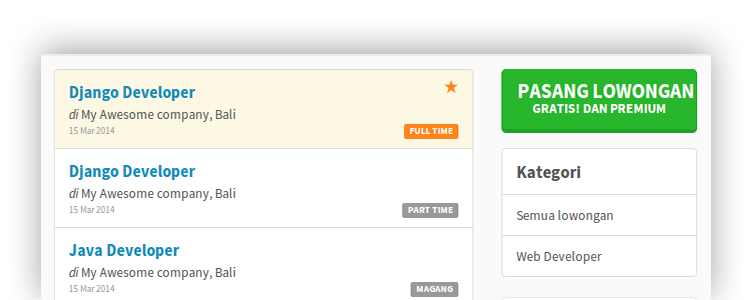 Django Developer
di My Awesome company, Bali
15 Mar 2014
FULL TIME
Django Developer
di My Awesome company, Bali
15 Mar 2014
PART TIME
Java Developer
di My Awesome company, Bali
15 Mar 2014
MAGANG
PASANG LOWONGAN
GRATIS! DAN PREMIUM
Kategori
Semua lowongan
Web Developer